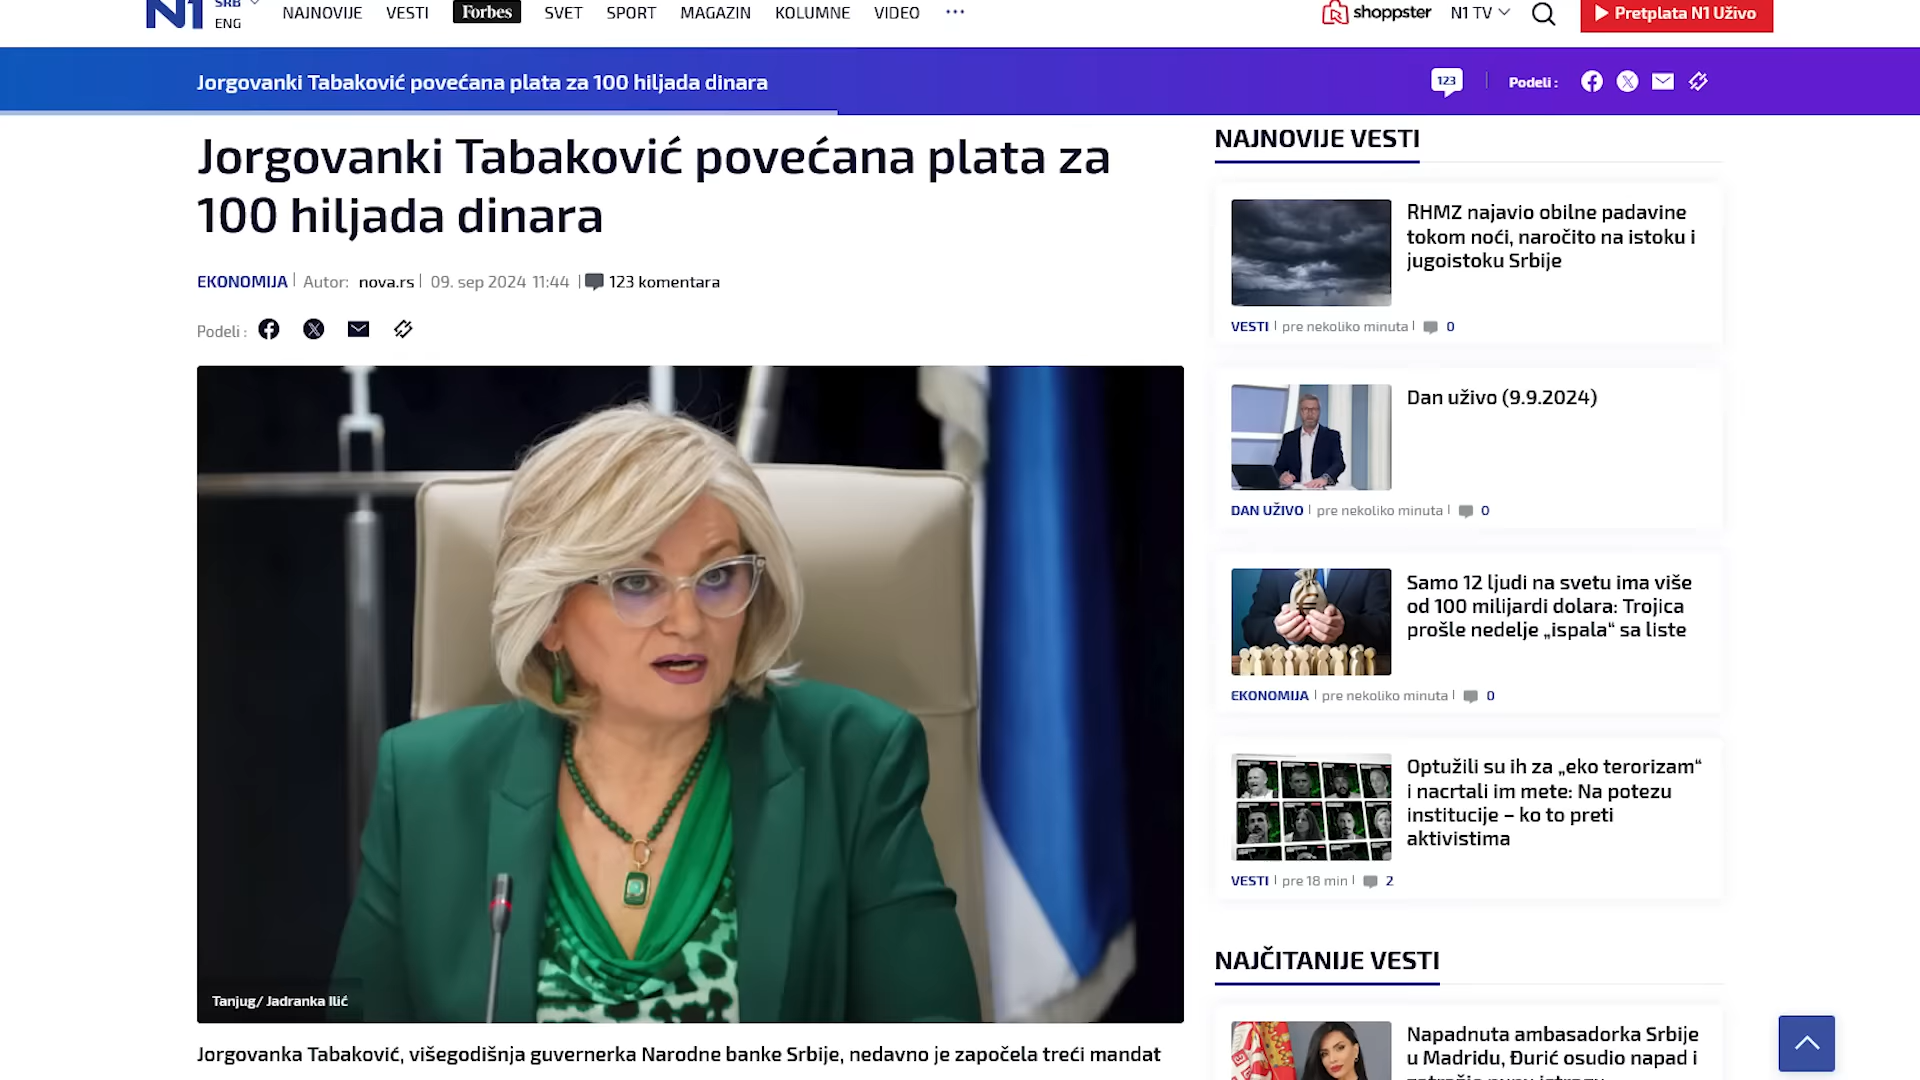 N1
SRB
ENG
NAJNOVIJE
VESTI
Forbes
SVET
SPORT
MAGAZIN
KOLUMNE
VIDEO
shoppster
N1 TV
Pretplata N1 Uživo
Jorgovanki Tabaković povećana plata za 100 hiljada dinara
123
Podeli :
Jorgovanki Tabaković povećana plata za
100 hiljada dinara
EKONOMIJA
Autor: nova.rs
09. sep 2024 11:44
123 komentara
Podeli :
Tanjug/ Jadranka Ilić
Jorgovanka Tabaković, višegodišnja guvernerka Narodne banke Srbije, nedavno je započela treći mandat
NAJNOVIJE VESTI
RHMZ najavio obilne padavine
tokom noći, naročito na istoku i
jugoistoku Srbije
VESTI
pre nekoliko minuta
0
Dan uživo (9.9.2024)
DAN UŽIVO
pre nekoliko minuta
0
Samo 12 ljudi na svetu ima više
od 100 milijardi dolara: Trojica
prošle nedelje „ispala“ sa liste
EKONOMIJA
pre nekoliko minuta
0
Optužili su ih za „eko terorizam“
i nacrtali im mete: Na potezu
institucije – ko to preti
aktivistima
VESTI
pre 18 min
2
NAJČITANIJE VESTI
Napadnuta ambasadorka Srbije
u Madridu, Đurić osudio napad i